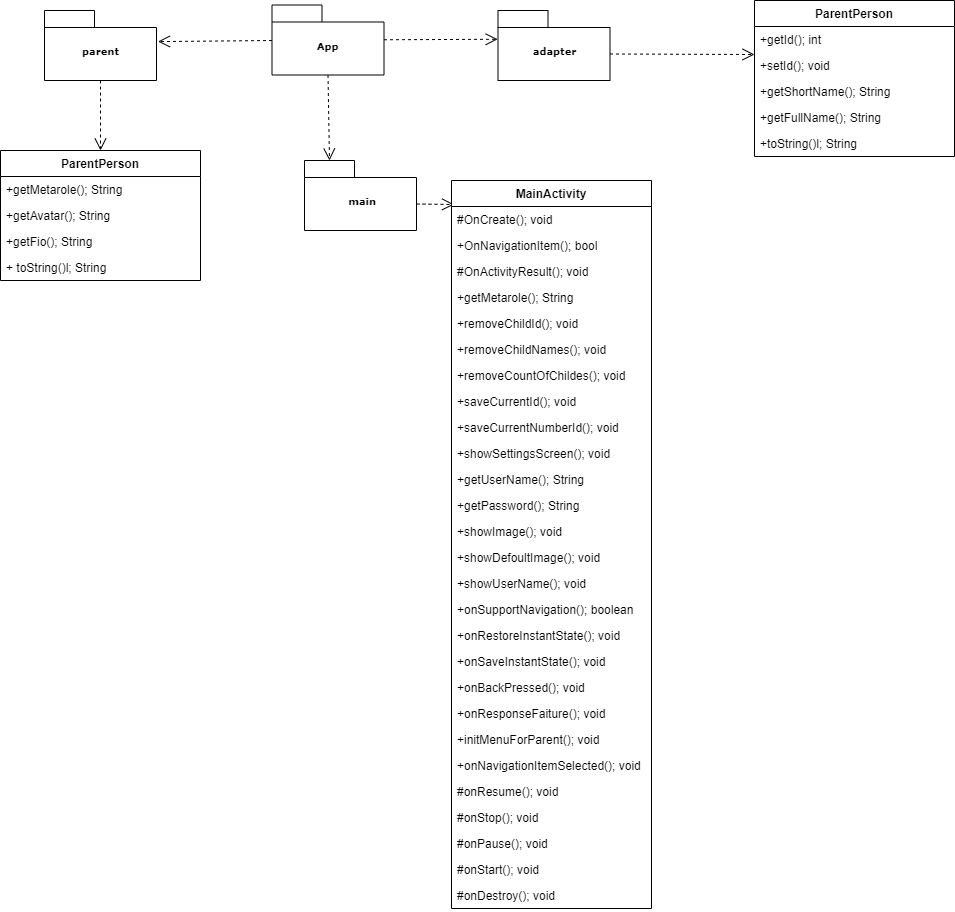 parent
App
adapter
ParentPerson
+getId(); int
+setId(); void
+getShortName(); String
+getFullName(); String
+toString()l; String
ParentPerson
+getMetarole(); String
+getAvatar(); String
+getFio(); String
+ toString()l; String
main
MainActivity
#OnCreate(); void
+OnNavigationItem(); bool
#OnActivityResult(); void
+getMetarole(); String
+removeChildId(); void
+removeChildNames(); void
+removeCountOfChildes(); void
+saveCurrentId(); void
+saveCurrentNumberId(); void
+showSettingsScreen(); void
+getUserName(); String
+getPassword(); String
+showImage(); void
+showDefoultImage(); void
+showUserName(); void
+onSupportNavigation(); boolean
+onRestoreInstantState(); void
+onSaveInstantState(); void
+onBackPressed(); void
+onResponseFaiture(); void
+initMenuForParent(); void
+onNavigationItemSelected(); void
#onResume(); void
#onStop(); void
#onPause(); void
#onStart(); void
#onDestroy(); void